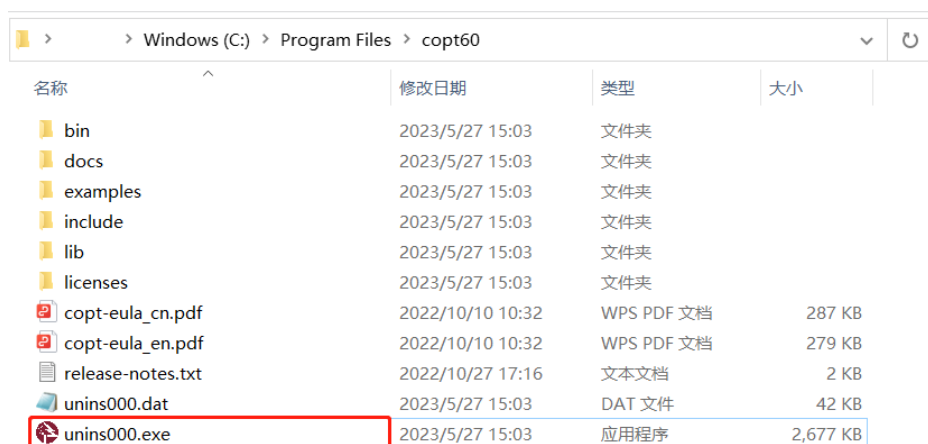 Windows (C:) > Program Files > copt60
名称 修改日期 类型 大小
bin 2023/5/27 15:03 文件夹
docs 2023/5/27 15:03 文件夹
examples 2023/5/27 15:03 文件夹
include 2023/5/27 15:03 文件夹
lib 2023/5/27 15:03 文件夹
licenses 2023/5/27 15:03 文件夹
copt-eula_cn.pdf 2022/10/10 10:32 WPS PDF 文档 287 KB
copt-eula_en.pdf 2022/10/10 10:32 WPS PDF 文档 279 KB
release-notes.txt 2022/10/27 17:16 文本文档 2 KB
unins000.dat 2023/5/27 15:03 DAT 文件 42 KB
unins000.exe 2023/5/27 15:03 应用程序 2,677 KB